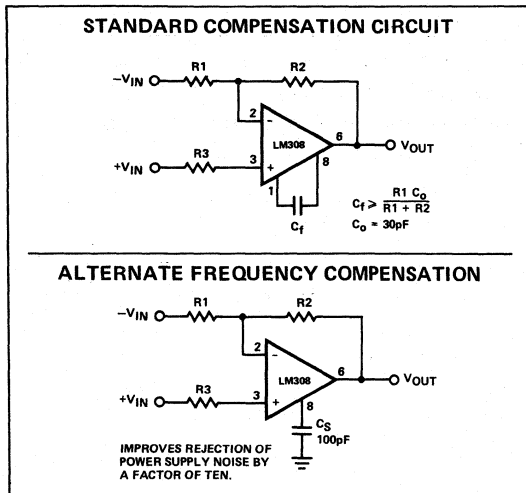 STANDARD COMPENSATION CIRCUIT
R1
R2
−VIN
2
−
LM308
6
VOUT
+VIN
R3
3
+
8
1
Cf
Cf ≥ R1 Co
R1 + R2
Co = 30pF
ALTERNATE FREQUENCY COMPENSATION
R1
R2
−VIN
2
−
LM308
6
VOUT
+VIN
R3
3
+
8
CS
100pF
IMPROVES REJECTION OF
POWER SUPPLY NOISE BY
A FACTOR OF TEN.